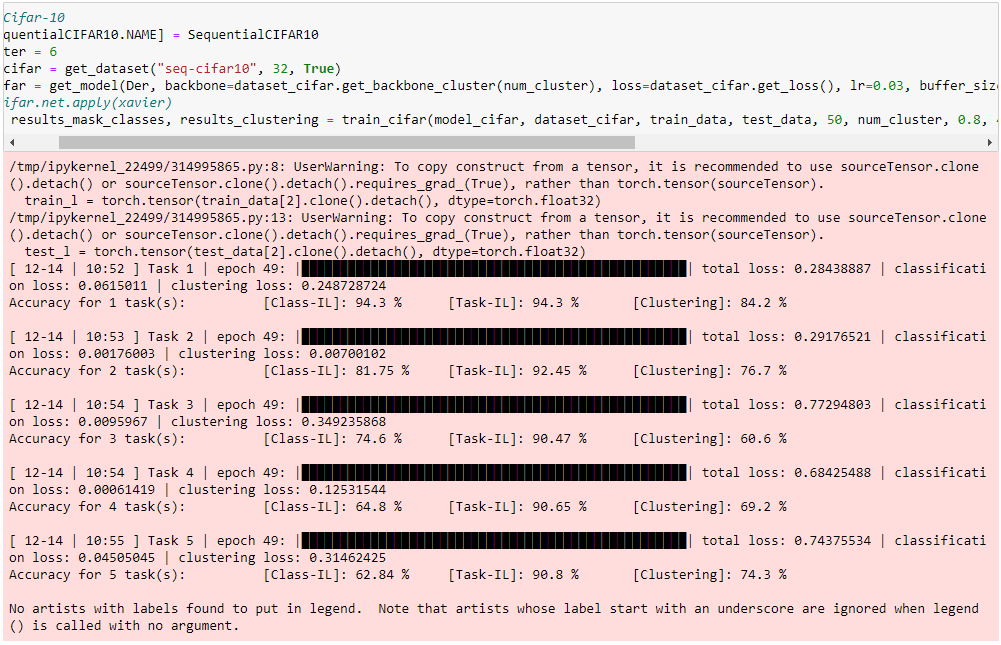 Cifar-10
quentialCIFAR10.NAME] = SequentialCIFAR10
ter = 6
cifar = get_dataset("seq-cifar10", 32, True)
far = get_model(Der, backbone=dataset_cifar.get_backbone_cluster(num_cluster), loss=dataset_cifar.get_loss(), lr=0.03, buffer_size
ifar.net.apply(xavier)
results_mask_classes, results_clustering = train_cifar(model_cifar, dataset_cifar, train_data, test_data, 50, num_cluster, 0.8,
/tmp/ipykernel_22499/314995865.py:8: UserWarning: To copy construct from a tensor, it is recommended to use sourceTensor.clone
().detach() or sourceTensor.clone().detach().requires_grad_(True), rather than torch.tensor(sourceTensor).
  train_l = torch.tensor(train_data[2].clone().detach(), dtype=torch.float32)
/tmp/ipykernel_22499/314995865.py:13: UserWarning: To copy construct from a tensor, it is recommended to use sourceTensor.clone
().detach() or sourceTensor.clone().detach().requires_grad_(True), rather than torch.tensor(sourceTensor).
  test_l = torch.tensor(test_data[2].clone().detach(), dtype=torch.float32)
[ 12-14 | 10:52 ] Task 1 | epoch 49: | | total loss: 0.28438887 | classificati
on loss: 0.0615011 | clustering loss: 0.248728724
Accuracy for 1 task(s): [Class-IL]: 94.3 % [Task-IL]: 94.3 % [Clustering]: 84.2 %
[ 12-14 | 10:53 ] Task 2 | epoch 49: | | total loss: 0.29176521 | classificati
on loss: 0.00176003 | clustering loss: 0.00700102
Accuracy for 2 task(s): [Class-IL]: 81.75 % [Task-IL]: 92.45 % [Clustering]: 76.7 %
[ 12-14 | 10:54 ] Task 3 | epoch 49: | | total loss: 0.77294803 | classificati
on loss: 0.0095967 | clustering loss: 0.349235868
Accuracy for 3 task(s): [Class-IL]: 74.6 % [Task-IL]: 90.47 % [Clustering]: 60.6 %
[ 12-14 | 10:54 ] Task 4 | epoch 49: | | total loss: 0.68425488 | classificati
on loss: 0.00061419 | clustering loss: 0.12531544
Accuracy for 4 task(s): [Class-IL]: 64.8 % [Task-IL]: 90.65 % [Clustering]: 69.2 %
[ 12-14 | 10:55 ] Task 5 | epoch 49: | | total loss: 0.74375534 | classificati
on loss: 0.04505045 | clustering loss: 0.31462425
Accuracy for 5 task(s): [Class-IL]: 62.84 % [Task-IL]: 90.8 % [Clustering]: 74.3 %
No artists with labels found to put in legend.  Note that artists whose label start with an underscore are ignored when legend
() is called with no argument.